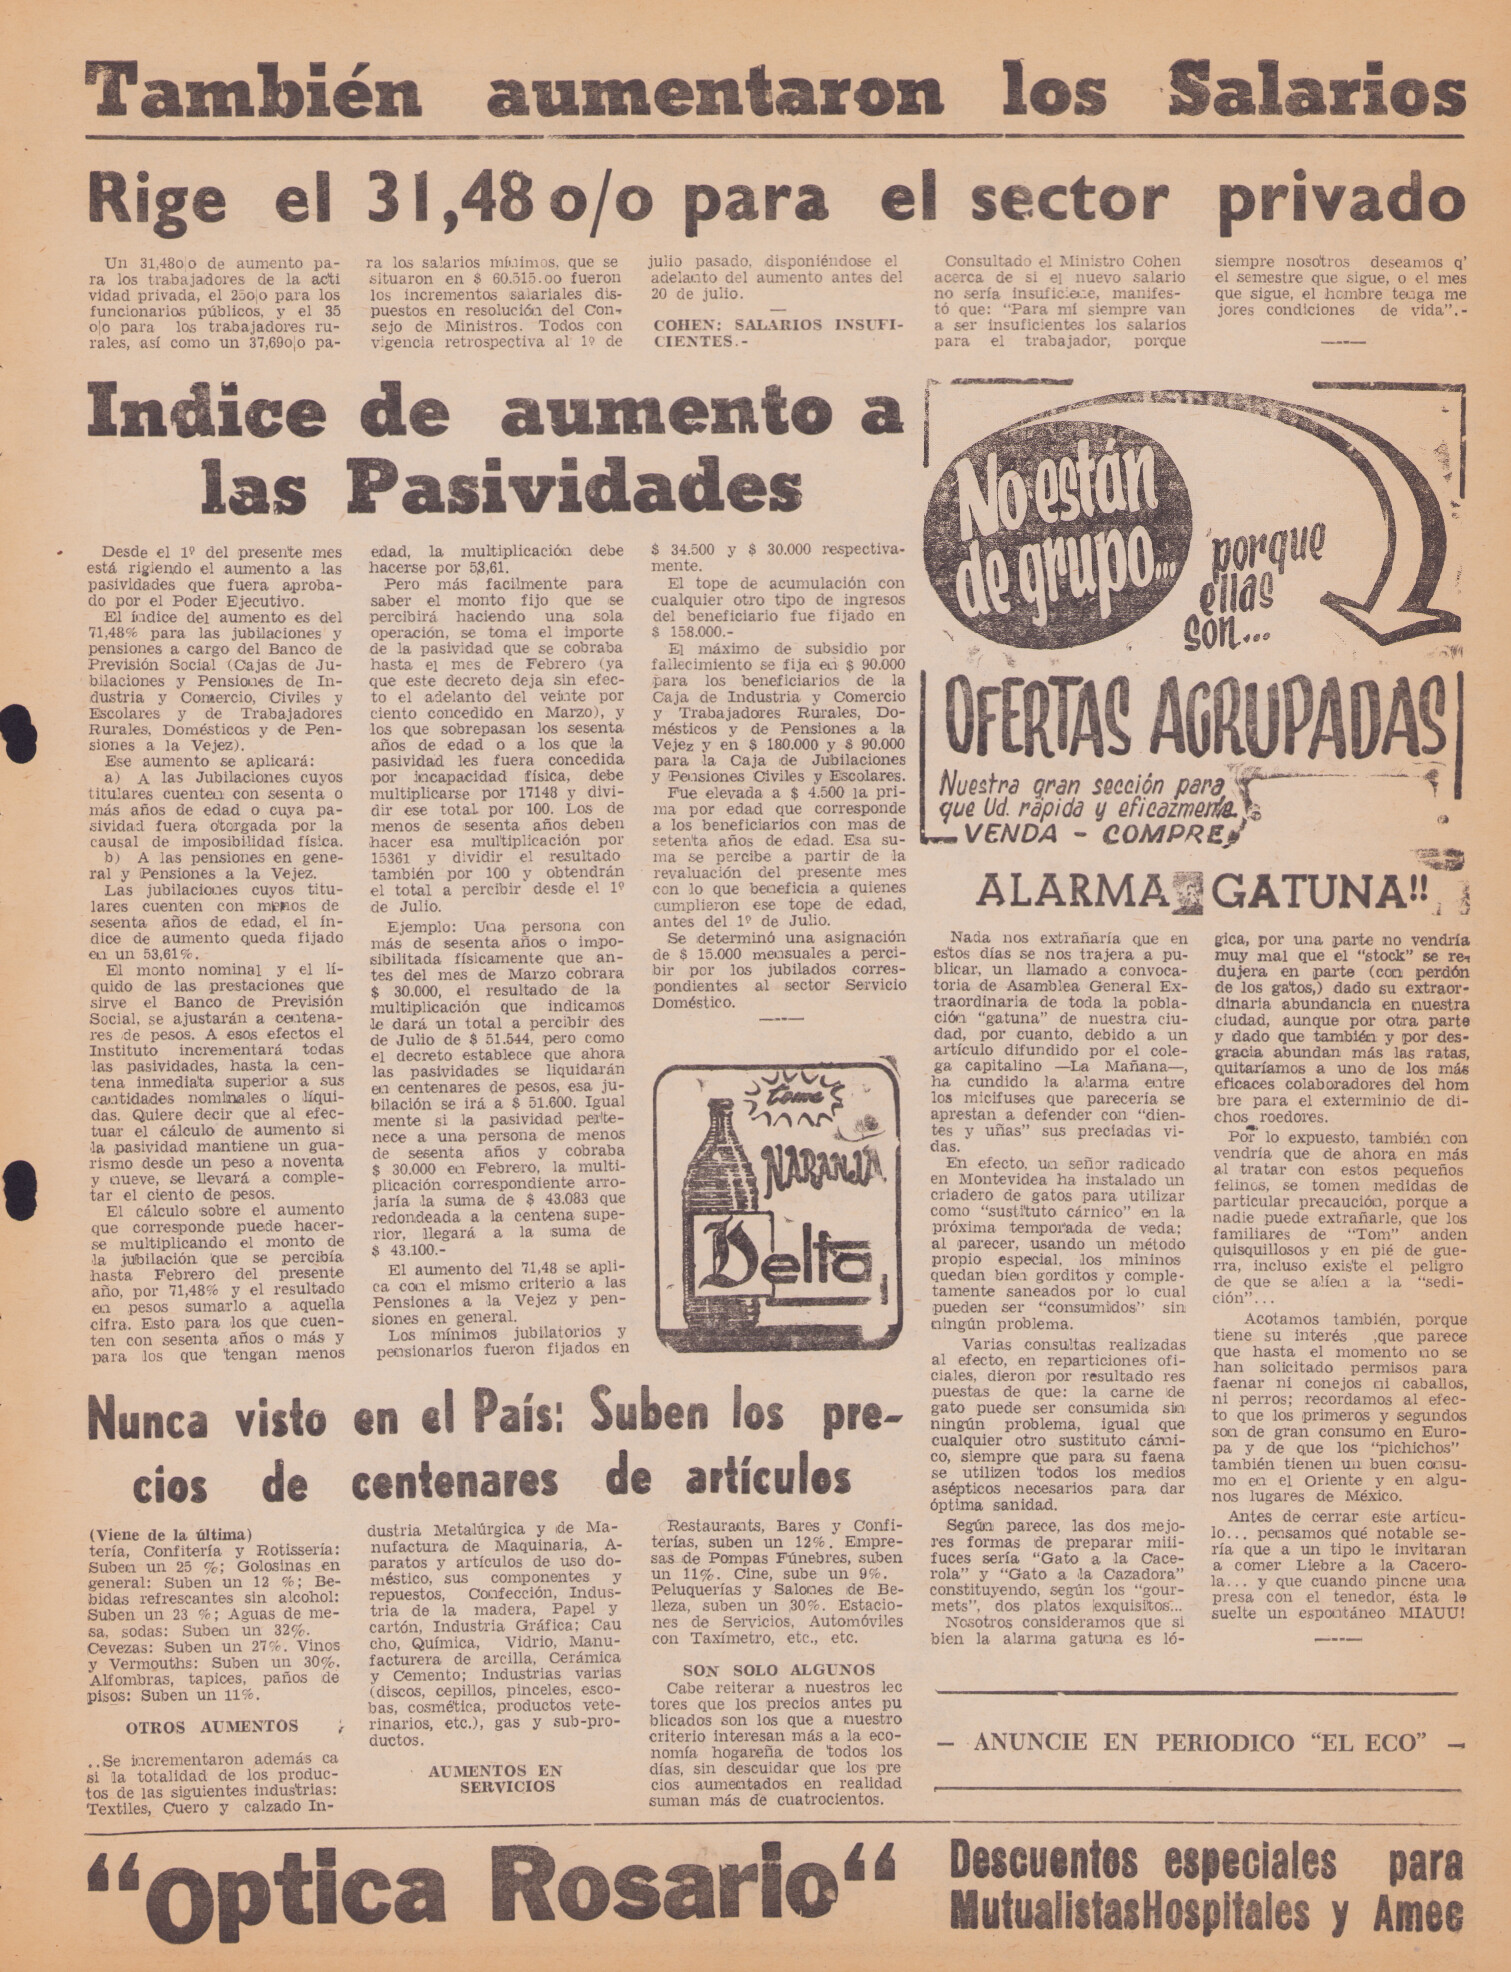 También aumentaron los Salarios
Rige el 31,48 o/o para el sector privado
Un 31,48o|o de aumento pa-
ra los trabajadores de la acti
vidad privada, el 25o|o para los
funcionarios públicos, y el 35
o|o para los trabajadores ru-
rales, así como un 37,69o|o pa-
ra los salarios mínimos, que se
situaron en $ 60.515.oo fueron
los incrementos salariales dis-
puestos en resolución del Con-
sejo de Ministros. Todos con
vigencia retrospectiva al 1º de
julio pasado, disponiéndose el
adelanto del aumento antes del
20 de julio.
—
COHEN: SALARIOS INSUFI-
CIENTES.-
Consultado el Ministro Cohen
acerca de si el nuevo salario
no sería insuficiece, manifes-
tó que: "Para mí siempre van
a ser insuficientes los salarios
para el trabajador, porque
siempre nosotros deseamos q'
el semestre que sigue, o el mes
que sigue, el hombre tenga me
jores condiciones de vida".-
Indice de aumento a
las Pasividades
Desde el 1º del presente mes
está rigiendo el aumento a las
pasividades que fuera aproba-
do por el Poder Ejecutivo.
El índice del aumento es del
71,48% para las jubilaciones y
pensiones a cargo del Banco de
Previsión Social (Cajas de Ju-
bilaciones y Pensiones de In-
dustria y Comercio, Civiles y
Escolares y de Trabajadores
Rurales, Domésticos y de Pen-
siones a la Vejez).
Ese aumento se aplicará:
a) A las Jubilaciones cuyos
titulares cuenten con sesenta o
más años de edad o cuya pa-
sividad fuera otorgada por la
causal de imposibilidad física.
b) A las pensiones en gene-
ral y Pensiones a la Vejez.
Las jubilaciones cuyos titu-
lares cuenten con menos de
sesenta años de edad, el ín-
dice de aumento queda fijado
en un 53,61%.
El monto nominal y el lí-
quido de las prestaciones que
sirve el Banco de Previsión
Social, se ajustarán a centena-
res de pesos. A esos efectos el
Instituto incrementará todas
las pasividades, hasta la cen-
tena inmediata superior a sus
cantidades nominales o líqui-
das. Quiere decir que al efec-
tuar el cálculo de aumento si
la pasividad mantiene un gua-
rismo desde un peso a noventa
y nueve, se llevará a comple-
tar el ciento de pesos.
El cálculo sobre el aumento
que corresponde puede hacer-
se multiplicando el monto de
la jubilación que se percibía
hasta Febrero del presente
año, por 71,48% y el resultado
en pesos sumarlo a aquella
cifra. Esto para los que cuen-
ten con sesenta años o más y
para los que tengan menos
edad, la multiplicación debe
hacerse por 53,61.
Pero más facilmente para
saber el monto fijo que se
percibirá haciendo una sola
operación, se toma el importe
de la pasividad que se cobraba
hasta el mes de Febrero (ya
que este decreto deja sin efec-
to el adelanto del veinte por
ciento concedido en Marzo), y
los que sobrepasan los sesenta
años de edad o a los que la
pasividad les fuera concedida
por incapacidad física, debe
multiplicarse por 17148 y divi-
dir ese total por 100. Los de
menos de sesenta años deben
hacer esa multiplicación por
15361 y dividir el resultado
también por 100 y obtendrán
el total a percibir desde el 1º
de Julio.
Ejemplo: Una persona con
más de sesenta años o impo-
sibilitada físicamente que an-
tes del mes de Marzo cobrara
$ 30.000, el resultado de la
multiplicación que indicamos
le dará un total a percibir des
de Julio de $ 51.544, pero como
el decreto establece que ahora
las pasividades se liquidarán
en centenares de pesos, esa ju-
bilación se irá a $ 51.600. Igual
mente si la pasividad perte-
nece a una persona de menos
de sesenta años y cobraba
$ 30.000 en Febrero, la multi-
plicación correspondiente arro-
jaría la suma de $ 43.083 que
redondeada a la centena supe-
rior, llegará a la suma de
$ 43.100.-
El aumento del 71,48 se apli-
ca con el mismo criterio a las
Pensiones a la Vejez y pen-
siones en general.
Los mínimos jubilatorios y
pensionarios fueron fijados en
$ 34.500 y $ 30.000 respectiva-
mente.
El tope de acumulación con
cualquier otro tipo de ingresos
del beneficiario fue fijado en
$ 158.000.-
El máximo de subsidio por
fallecimiento se fija en $ 90.000
para los beneficiarios de la
Caja de Industria y Comercio
y Trabajadores Rurales, Do-
mésticos y de Pensiones a la
Vejez y en $ 180.000 y $ 90.000
para la Caja de Jubilaciones
y Pensiones Civiles y Escolares.
Fue elevada a $ 4.500 la pri-
ma por edad que corresponde
a los beneficiarios con mas de
setenta años de edad. Esa su-
ma se percibe a partir de la
revaluación del presente mes
con lo que beneficia a quienes
cumplieron ese tope de edad,
antes del 1º de Julio.
Se determinó una asignación
de $ 15.000 mensuales a perci-
bir por los jubilados corres-
pondientes al sector Servicio
Doméstico.
tome
NARANJA
Delta
No están
de grupo...
porque
ellas
son...
OFERTAS AGRUPADAS
Nuestra gran sección para
que Ud. rápida y eficazmente
VENDA - COMPRE
ALARMA GATUNA!!
Nada nos extrañaría que en
estos días se nos trajera a pu-
blicar, un llamado a convoca-
toria de Asamblea General Ex-
traordinaria de toda la pobla-
ción "gatuna" de nuestra ciu-
dad, por cuanto, debido a un
artículo difundido por el cole-
ga capitalino —La Mañana—,
ha cundido la alarma entre
los micifuses que parecería se
aprestan a defender con "dien-
tes y uñas" sus preciadas vi-
das.
En efecto, un señor radicado
en Montevidea ha instalado un
criadero de gatos para utilizar
como "sustituto cárnico" en la
próxima temporada de veda;
al parecer, usando un método
propio especial, los mininos
quedan bien gorditos y comple-
tamente saneados por lo cual
pueden ser "consumidos" sin
ningún problema.
Varias consultas realizadas
al efecto, en reparticiones ofi-
ciales, dieron por resultado res
puestas de que: la carne de
gato puede ser consumida sin
ningún problema, igual que
cualquier otro sustituto cárni-
co, siempre que para su faena
se utilizen todos los medios
asépticos necesarios para dar
óptima sanidad.
Según parece, las dos mejo-
res formas de preparar miii-
fuces sería "Gato a la Cace-
rola" y "Gato a la Cazadora"
constituyendo, según los "gour-
mets", dos platos exquisitos...
Nosotros consideramos que si
bien la alarma gatuna es ló-
gica, por una parte no vendría
muy mal que el "stock" se re-
dujera en parte (con perdón
de los gatos,) dado su extraor-
dinaria abundancia en nuestra
ciudad, aunque por otra parte
y dado que también y por des-
gracia abundan más las ratas,
quitaríamos a uno de los más
eficaces colaboradores del hom
bre para el exterminio de di-
chos roedores.
Por lo expuesto, también con
vendría que de ahora en más
al tratar con estos pequeños
felinos, se tomen medidas de
particular precaución, porque a
nadie puede extrañarle, que los
familiares de "Tom" anden
quisquillosos y en pié de gue-
rra, incluso existe el peligro
de que se alíen a la "sedi-
ción"...
Acotamos también, porque
tiene su interés ,que parece
que hasta el momento no se
han solicitado permisos para
faenar ni conejos ni caballos,
ni perros; recordamos al efec-
to que los primeros y segundos
son de gran consumo en Euro-
pa y de que los "pichichos"
también tienen un buen consu-
mo en el Oriente y en algu-
nos lugares de México.
Antes de cerrar este artícu-
lo... pensamos qué notable se-
ría que a un tipo le invitaran
a comer Liebre a la Cacero-
la... y que cuando pincne una
presa con el tenedor, ésta le
suelte un espontáneo MIAUU!
Nunca visto en el País: Suben los pre-
cios de centenares de artículos
(Viene de la última)
tería, Confitería y Rotissería:
Suben un 25 %; Golosinas en
general: Suben un 12 %; Be-
bidas refrescantes sin alcohol:
Suben un 23 %; Aguas de me-
sa, sodas: Suben un 32%.
Cevezas: Suben un 27%. Vinos
y Vermouths: Suben un 30%.
Alfombras, tapices, paños de
pisos: Suben un 11%.
OTROS AUMENTOS
..Se incrementaron además ca
si la totalidad de los produc-
tos de las siguientes industrias:
Textiles, Cuero y calzado In-
dustria Metalúrgica y de Ma-
nufactura de Maquinaria, A-
paratos y artículos de uso do-
méstico, sus componentes y
repuestos, Confección, Indus-
tria de la madera, Papel y
cartón, Industria Gráfica; Cau
cho, Química, Vidrio, Manu-
facturera de arcilla, Cerámica
y Cemento; Industrias varias
(discos, cepillos, pinceles, esco-
bas, cosmética, productos vete-
rinarios, etc.), gas y sub-pro-
ductos.
AUMENTOS EN
SERVICIOS
Restaurants, Bares y Confi-
terías, suben un 12%. Empre-
sas de Pompas Fúnebres, suben
un 11%. Cine, sube un 9%.
Peluquerías y Salones de Be-
lleza, suben un 30%. Estacio-
nes de Servicios, Automóviles
con Taxímetro, etc., etc.
SON SOLO ALGUNOS
Cabe reiterar a nuestros lec
tores que los precios antes pu
blicados son los que a nuestro
criterio interesan más a la eco-
nomía hogareña de todos los
días, sin descuidar que los pre
cios aumentados en realidad
suman más de cuatrocientos.
— ANUNCIE EN PERIODICO "EL ECO" —
"Optica Rosario"
Descuentos especiales para
Mutualistas Hospitales y Amec